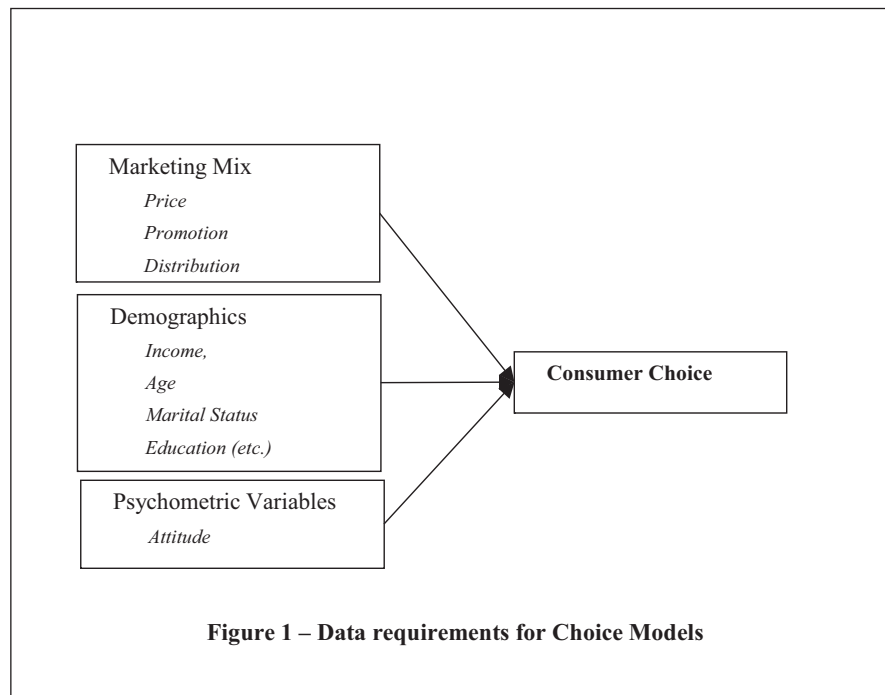 Marketing Mix
Price
Promotion
Distribution
Demographics
Income,
Age
Marital Status
Education (etc.)
Psychometric Variables
Attitude
Consumer Choice
Figure 1 – Data requirements for Choice Models